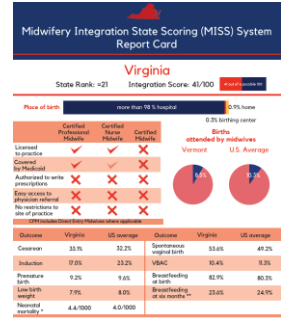 Midwifery Integration State Scoring (MISS) System
Report Card
Virginia
State Rank: =21 Integration Score: 41/100
Place of birth more than 98 % hospital 0.9% home
0.3% birthing center
Certified Professional Midwife Certified Nurse Midwife Certified Midwife
Births
attended by midwives
Licensed to practice
Vermont U.S. Average
Covered by Medicaid
Authorized to write prescriptions
10.3%
Easy access to physician referral
No restrictions to site of practice
CPM includes Direct Entry Midwives where applicable
Outcome Virginia US average Outcome Virginia US average
Cesarean 33.1% 32.2% Spontaneous vaginal birth 53.6% 49.2%
Induction 17.0% 23.2% VBAC 10.4% 11.3%
Premature birth 9.2% 9.6% Breastfeeding at birth 82.9% 80.3%
Low birth weight 7.9% 8.0% Breastfeeding at six months ** 23.6% 24.9%
Neonatal mortality * 4.4/1000 4.0/1000